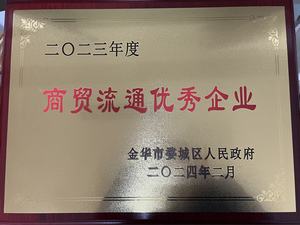 二〇二三年度
商贸流通优秀企业
金华市婺城区人民政府
二〇二四年二月